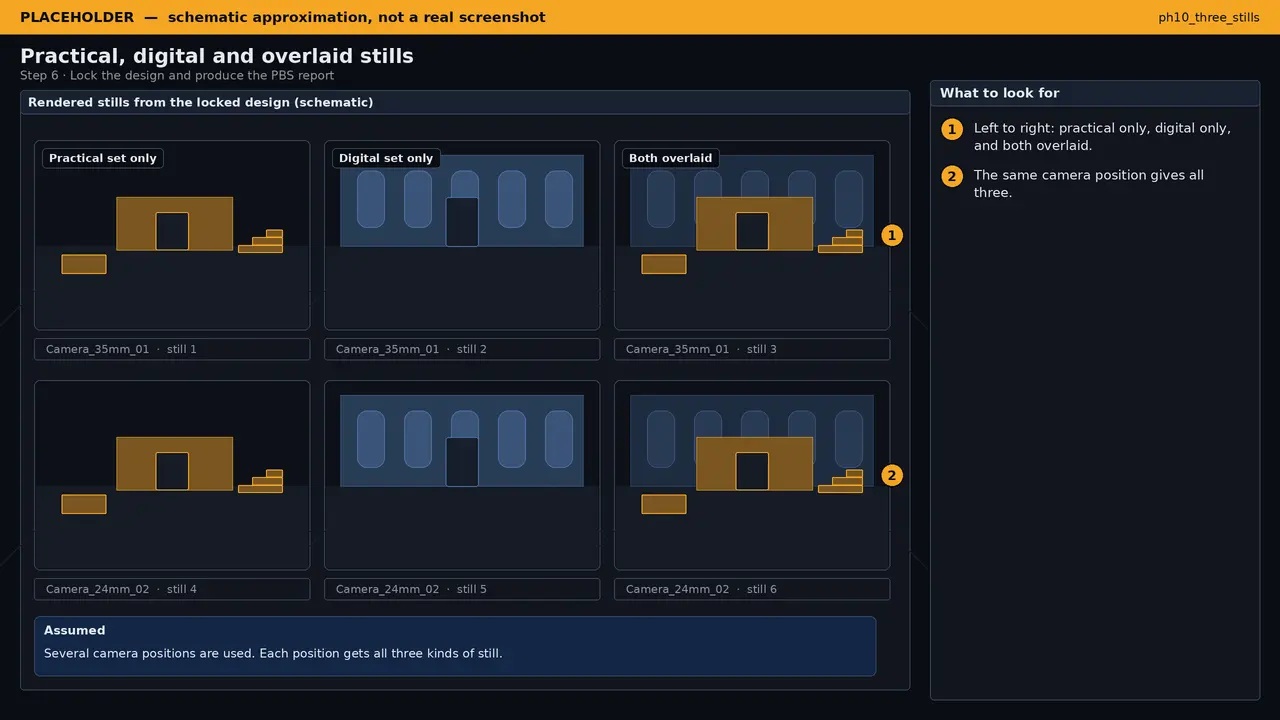 PLACEHOLDER — schematic approximation, not a real screenshot
ph10_three_stills
Practical, digital and overlaid stills
Step 6 · Lock the design and produce the PBS report
Rendered stills from the locked design (schematic)
Practical set only
Digital set only
Both overlaid
1
Camera_35mm_01 · still 1
Camera_35mm_01 · still 2
Camera_35mm_01 · still 3
2
Camera_24mm_02 · still 4
Camera_24mm_02 · still 5
Camera_24mm_02 · still 6
Assumed
Several camera positions are used. Each position gets all three kinds of still.
What to look for
1 Left to right: practical only, digital only,
and both overlaid.
2 The same camera position gives all
three.